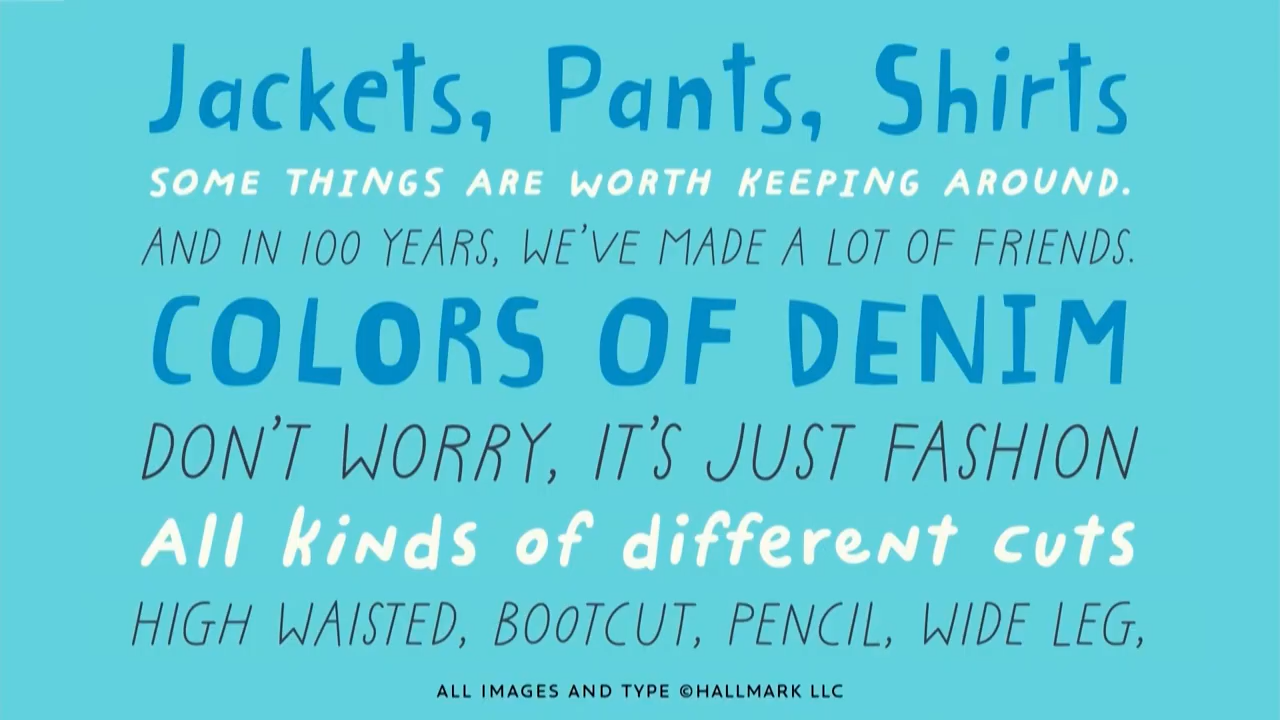 Jackets, Pants, Shirts
SOME THINGS ARE WORTH KEEPING AROUND.
AND IN 100 YEARS, WE'VE MADE A LOT OF FRIENDS.
COLORS OF DENIM
DON'T WORRY, IT'S JUST FASHION
All kinds of different cuts
HIGH WAISTED, BOOTCUT, PENCIL, WIDE LEG,
ALL IMAGES AND TYPE ©HALLMARK LLC